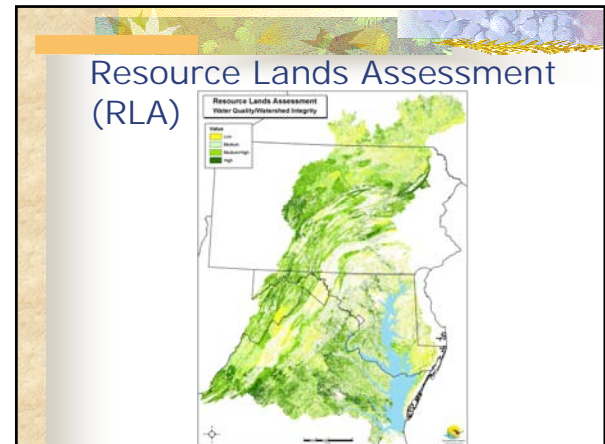 Resource Lands Assessment
(RLA)
Resource Lands Assessment
Water Quality/Watershed Integrity
Value
Low
Medium
Medium/High
High